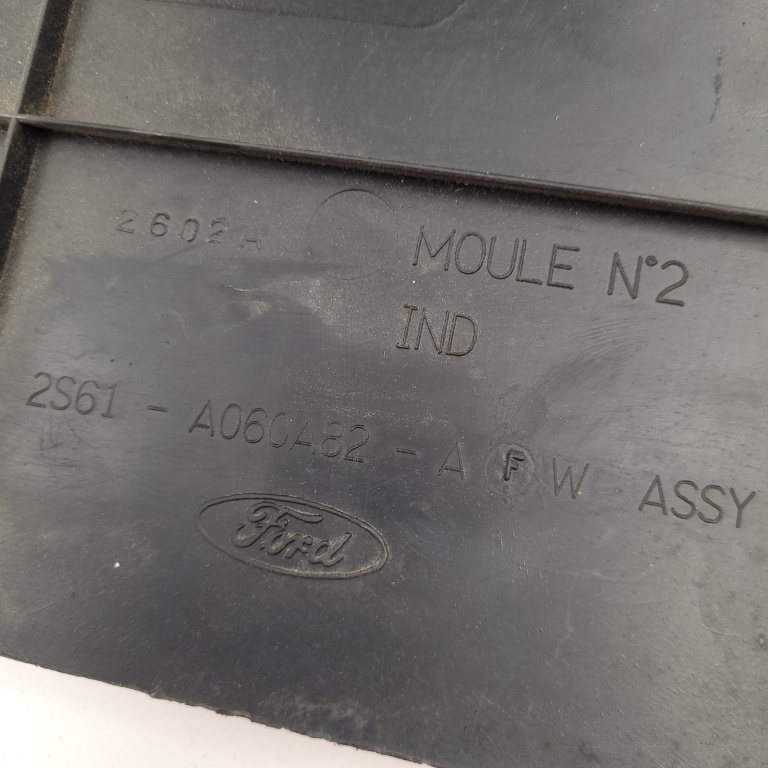 2602A
MOULE N°2
IND
2S61 - A060A82 - A F W ASSY
Ford